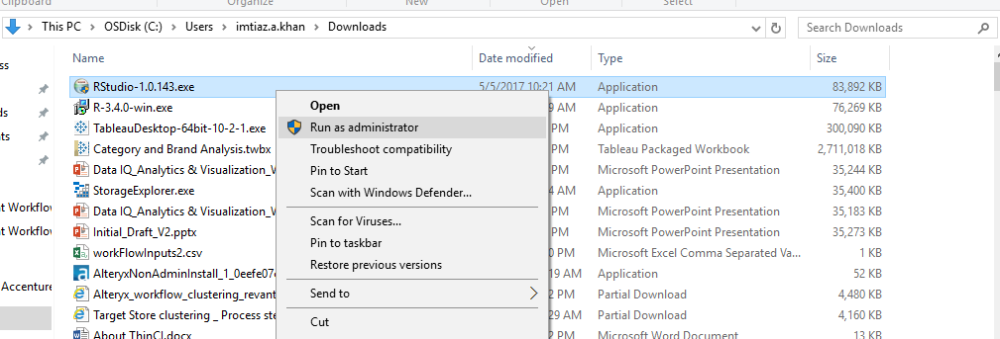 Clipboard Organize New Open Select
This PC > OSDisk (C:) > Users > imtiaz.a.khan > Downloads Search Downloads
Name Date modified Type Size
RStudio-1.0.143.exe 5/5/2017 10:21 AM Application 83,892 KB
R-3.4.0-win.exe 9 AM Application 76,269 KB
Open
TableauDesktop-64bit-10-2-1.exe PM Application 300,090 KB
Run as administrator
Category and Brand Analysis.twbx PM Tableau Packaged Workbook 2,711,018 KB
Troubleshoot compatibility
Data IQ_Analytics & Visualization_ PM Microsoft PowerPoint Presentation 35,244 KB
Pin to Start
StorageExplorer.exe 4 AM Application 35,400 KB
Scan with Windows Defender...
Data IQ_Analytics & Visualization_ PM Microsoft PowerPoint Presentation 35,183 KB
Scan for Viruses...
Initial_Draft_V2.pptx PM Microsoft PowerPoint Presentation 35,273 KB
Pin to taskbar
workFlowInputs2.csv 0 PM Microsoft Excel Comma Separated Va... 1 KB
Restore previous versions
AlteryxNonAdminInstall_1_0eefe07 19 AM Application 52 KB
Send to
Accenture Alteryx_workflow_clustering_revant 2 PM Partial Download 4,480 KB
Target Store clustering _ Process ste 29 AM Partial Download 4,160 KB
Cut
About ThinCI.docx 2 PM Microsoft Word Document 13 KB
ess
ds
nts
nt Workflow
nt Workflow